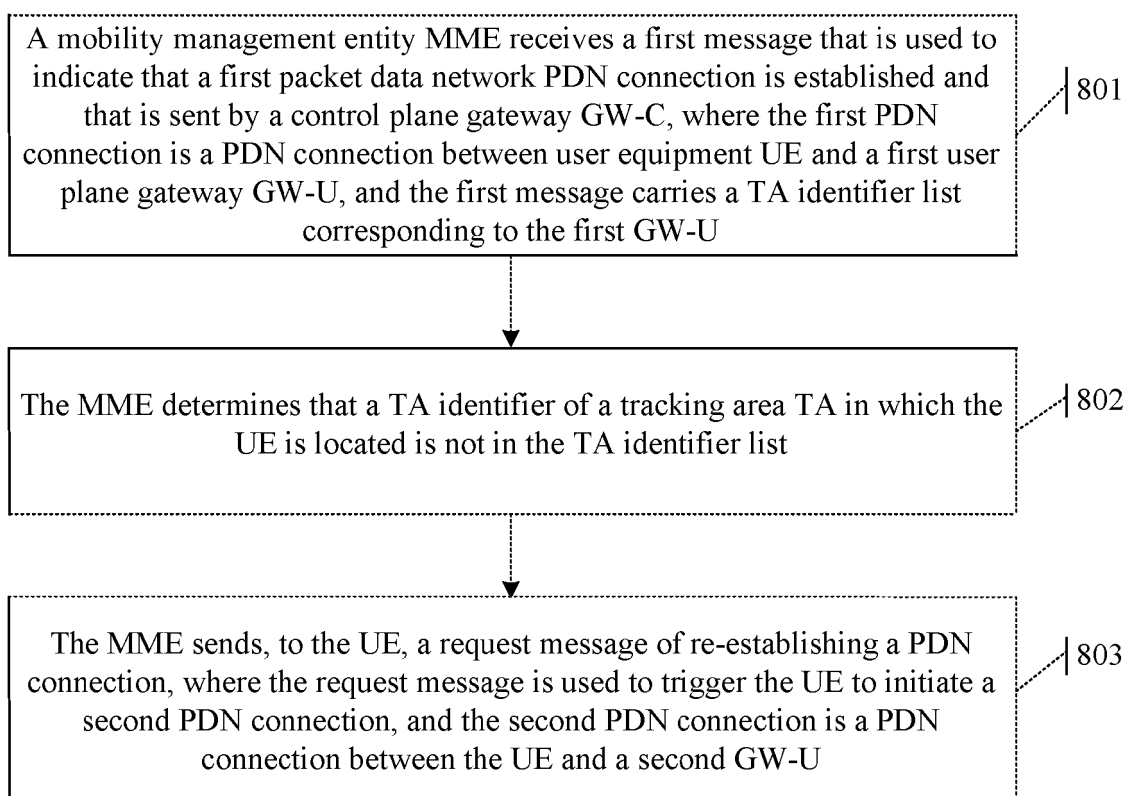 A mobility management entity MME receives a first message that is used to
indicate that a first packet data network PDN connection is established and
that is sent by a control plane gateway GW-C, where the first PDN
connection is a PDN connection between user equipment UE and a first user
plane gateway GW-U, and the first message carries a TA identifier list
corresponding to the first GW-U
801
The MME determines that a TA identifier of a tracking area TA in which the
UE is located is not in the TA identifier list
802
The MME sends, to the UE, a request message of re-establishing a PDN
connection, where the request message is used to trigger the UE to initiate a
second PDN connection, and the second PDN connection is a PDN
connection between the UE and a second GW-U
803